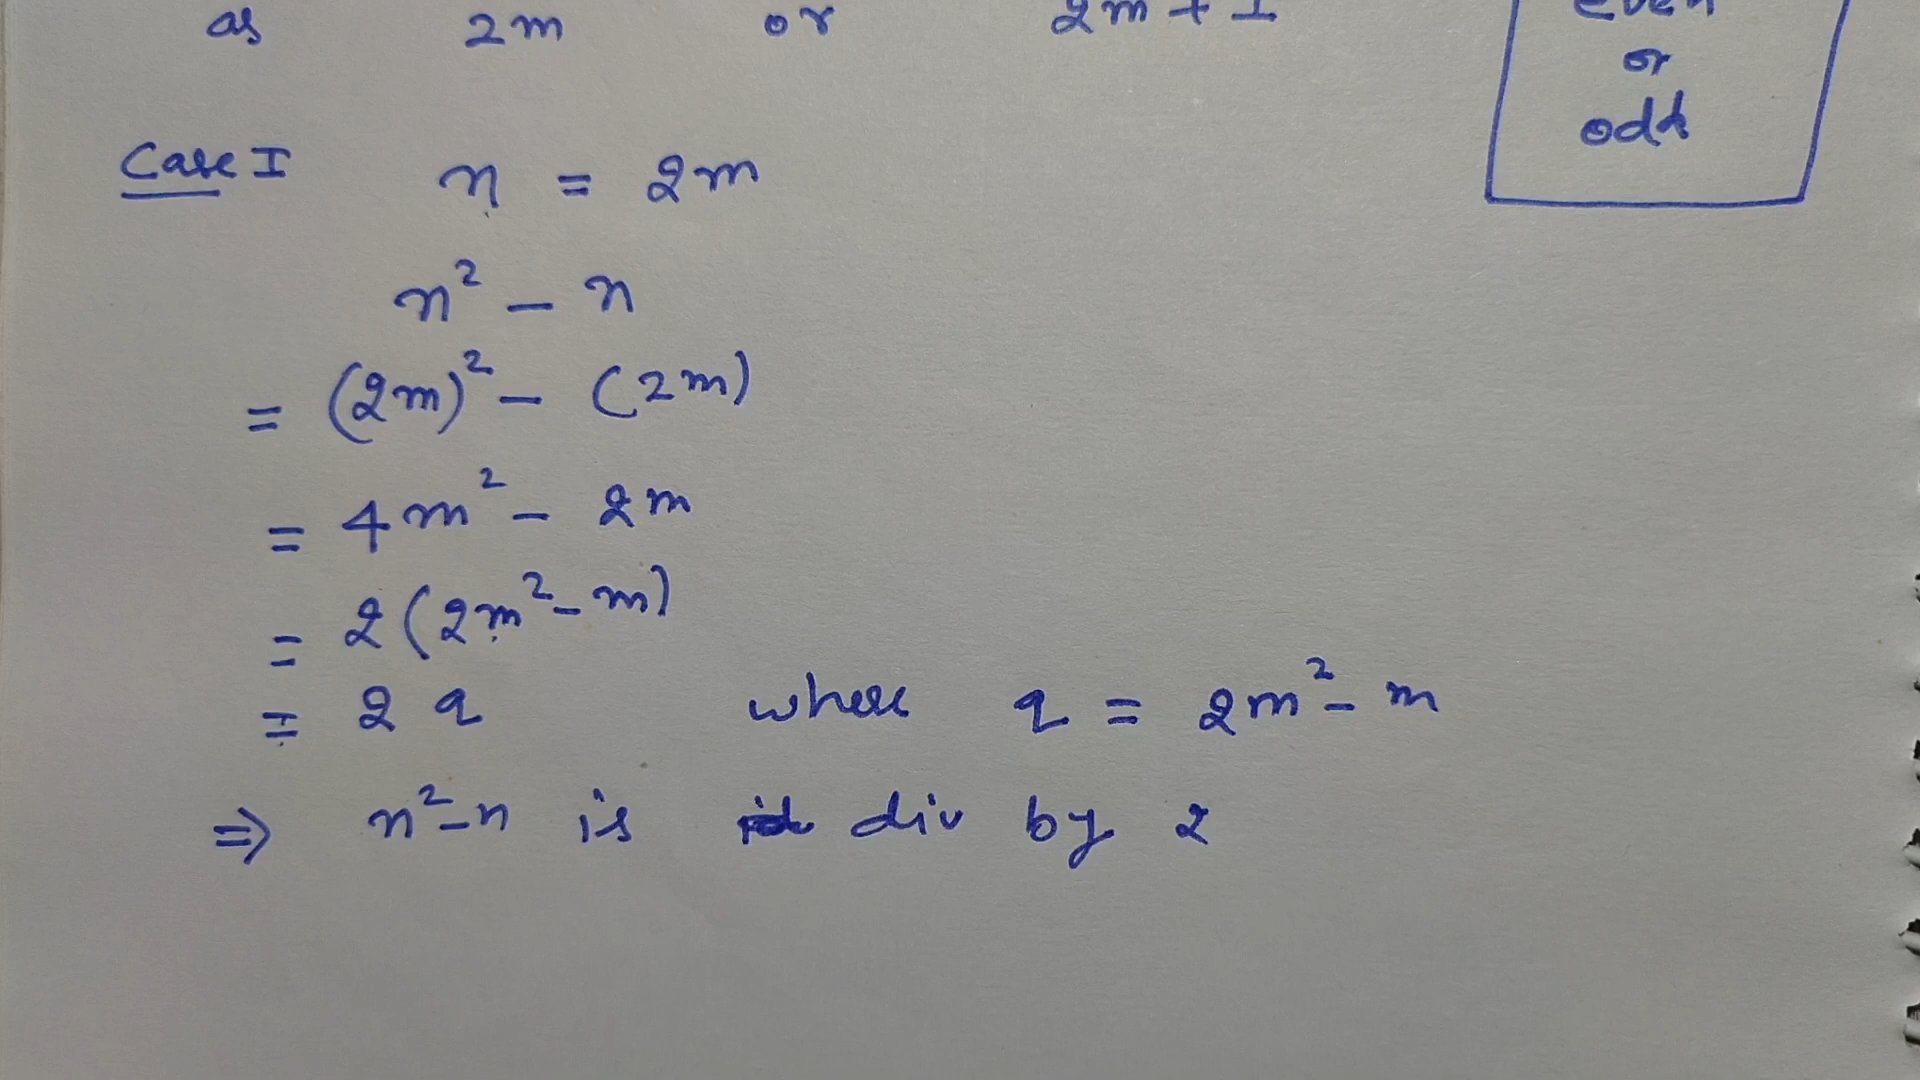 as 2m or 2m + 1
even
or
odd
Case I n = 2m
n² - n
= (2m)² - (2m)
= 4m² - 2m
= 2(2m² - m)
= 2q where q = 2m² - m
⇒ n² - n is div by 2